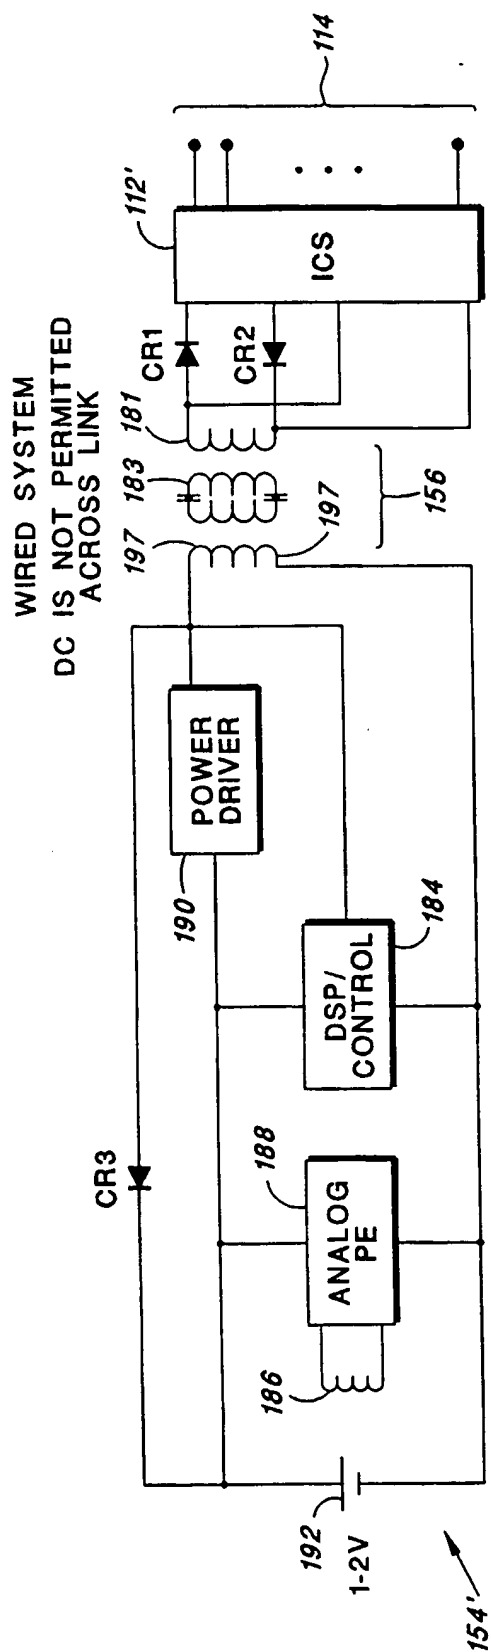 WIRED SYSTEM
DC IS NOT PERMITTED
ACROSS LINK
CR3
190
POWER
DRIVER
197
183
181
CR1
CR2
112'
ICS
114
197
156
184
DSP/
CONTROL
188
ANALOG
PE
186
192
1-2V
154'